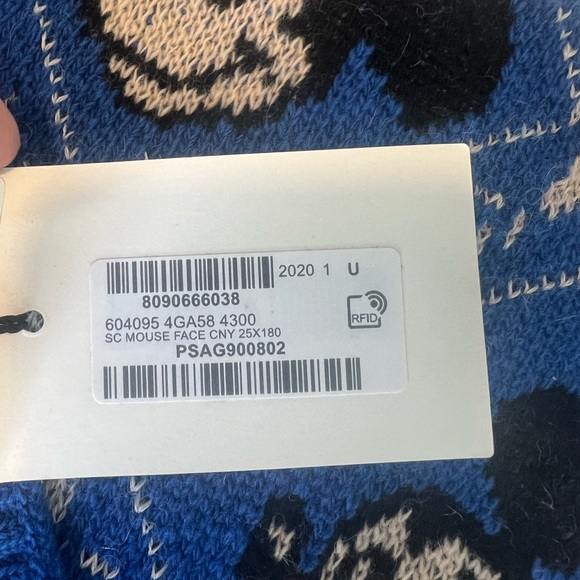 2020 1 U
8090666038
604095 4GA58 4300
RFID
SC MOUSE FACE CNY 25X180
PSAG900802